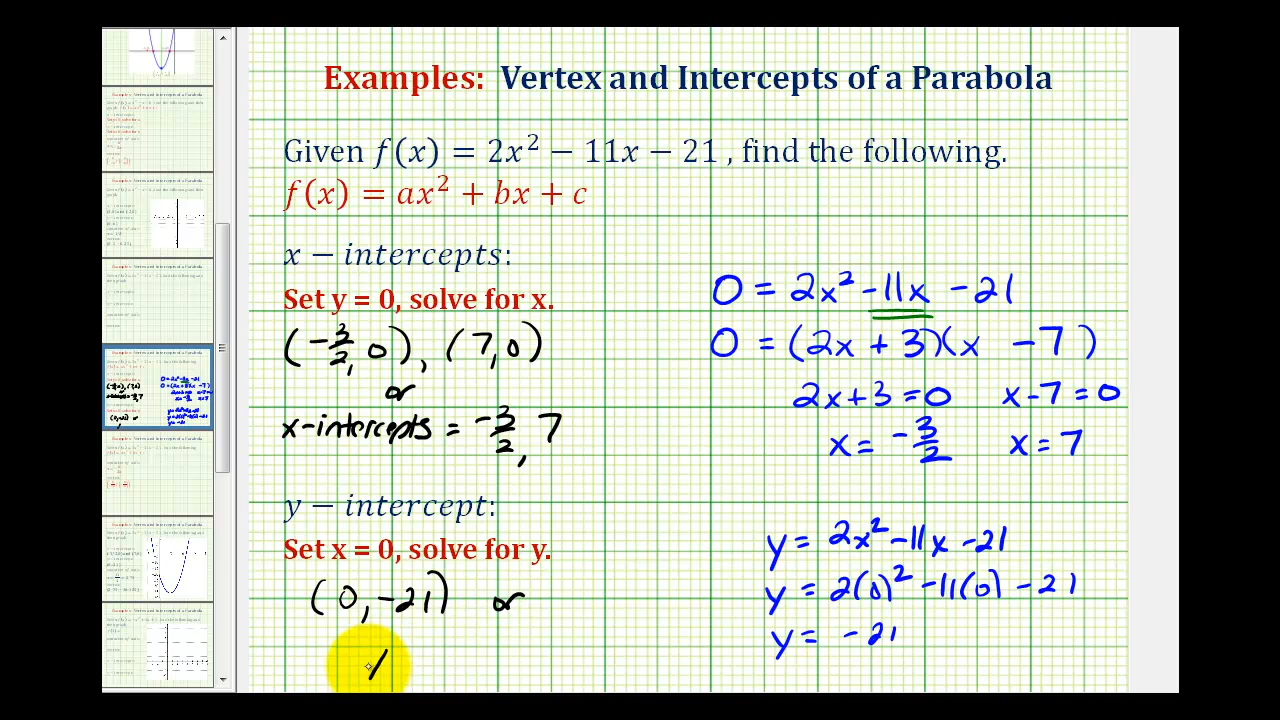 Examples: Vertex and Intercepts of a Parabola
Given f(x) = 2x² − 11x − 21 , find the following.
f(x) = ax² + bx + c
x − intercepts:
Set y = 0, solve for x.
(-3/2, 0), (7, 0)
or
x-intercepts = -3/2, 7
y − intercept:
Set x = 0, solve for y.
(0, -21) or
0 = 2x² -11x -21
0 = (2x + 3)(x - 7)
2x+3 = 0 x-7 = 0
x = -3/2 x = 7
y = 2x² -11x -21
y = 2(0)² -11(0) -21
y = -21